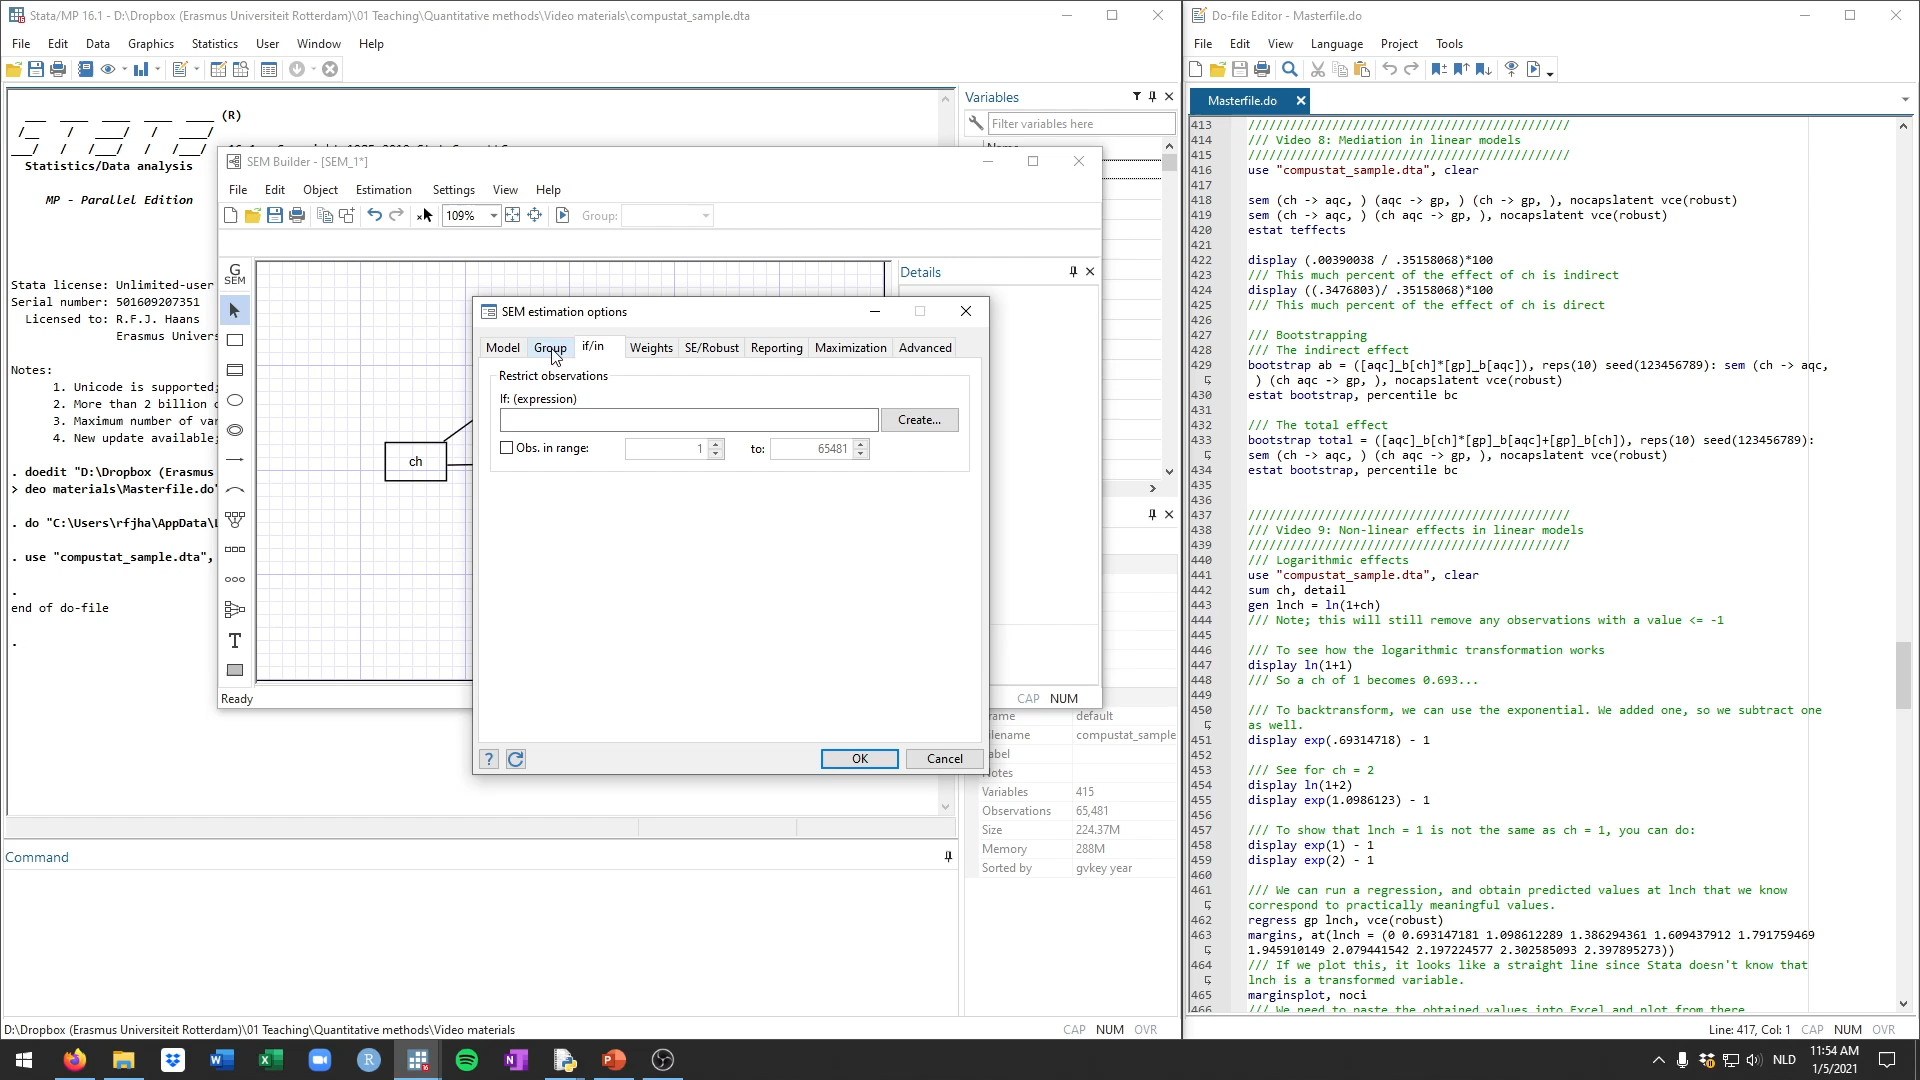 Stata/MP 16.1 - D:\Dropbox (Erasmus Universiteit Rotterdam)\01 Teaching\Quantitative methods\Video materials\compustat_sample.dta
File Edit Data Graphics Statistics User Window Help
(R)
Statistics/Data analysis
MP - Parallel Edition
Stata license: Unlimited-user
Serial number: 501609207351
Licensed to: R.F.J. Haans
Erasmus Univers
Notes:
1. Unicode is supported;
2. More than 2 billion o
3. Maximum number of var
4. New update available;
. doedit "D:\Dropbox (Erasmus
> deo materials\Masterfile.do"
. do "C:\Users\rfjha\AppData\L
. use "compustat_sample.dta",
.
end of do-file
.
Command
D:\Dropbox (Erasmus Universiteit Rotterdam)\01 Teaching\Quantitative methods\Video materials
CAP NUM OVR
Variables
Filter variables here
default
compustat_sample
Variables 415
Observations 65,481
Size 224.37M
Memory 288M
Sorted by gvkey year
SEM Builder - [SEM_1*]
File Edit Object Estimation Settings View Help
109%
Group:
G
SEM
T
ch
Details
Ready
CAP NUM
SEM estimation options
Model Group if/in Weights SE/Robust Reporting Maximization Advanced
Restrict observations
If: (expression)
Create...
Obs. in range: 1 to: 65481
? OK Cancel
Do-file Editor - Masterfile.do
File Edit View Language Project Tools
Masterfile.do
413 //////////////////////////////////////////////
414 /// Video 8: Mediation in linear models
415 //////////////////////////////////////////////
416 use "compustat_sample.dta", clear
417
418 sem (ch -> aqc, ) (aqc -> gp, ) (ch -> gp, ), nocapslatent vce(robust)
419 sem (ch -> aqc, ) (ch aqc -> gp, ), nocapslatent vce(robust)
420 estat teffects
421
422 display (.00390038 / .35158068)*100
423 /// This much percent of the effect of ch is indirect
424 display ((.3476803)/ .35158068)*100
425 /// This much percent of the effect of ch is direct
426
427 /// Bootstrapping
428 /// The indirect effect
429 bootstrap ab = ([aqc]_b[ch]*[gp]_b[aqc]), reps(10) seed(123456789): sem (ch -> aqc,
) (ch aqc -> gp, ), nocapslatent vce(robust)
430 estat bootstrap, percentile bc
431
432 /// The total effect
433 bootstrap total = ([aqc]_b[ch]*[gp]_b[aqc]+[gp]_b[ch]), reps(10) seed(123456789):
sem (ch -> aqc, ) (ch aqc -> gp, ), nocapslatent vce(robust)
434 estat bootstrap, percentile bc
435
436
437 //////////////////////////////////////////////
438 /// Video 9: Non-linear effects in linear models
439 //////////////////////////////////////////////
440 /// Logarithmic effects
441 use "compustat_sample.dta", clear
442 sum ch, detail
443 gen lnch = ln(1+ch)
444 /// Note; this will still remove any observations with a value <= -1
445
446 /// To see how the logarithmic transformation works
447 display ln(1+1)
448 /// So a ch of 1 becomes 0.693...
449
450 /// To backtransform, we can use the exponential. We added one, so we subtract one
as well.
451 display exp(.69314718) - 1
452
453 /// See for ch = 2
454 display ln(1+2)
455 display exp(1.0986123) - 1
456
457 /// To show that lnch = 1 is not the same as ch = 1, you can do:
458 display exp(1) - 1
459 display exp(2) - 1
460
461 /// We can run a regression, and obtain predicted values at lnch that we know
correspond to practically meaningful values.
462 regress gp lnch, vce(robust)
463 margins, at(lnch = (0 0.693147181 1.098612289 1.386294361 1.609437912 1.791759469
1.945910149 2.079441542 2.197224577 2.302585093 2.397895273))
464 /// If we plot this, it looks like a straight line since Stata doesn't know that
lnch is a transformed variable.
465 marginsplot, noci
466 /// We need to paste the obtained values into Excel and plot from there
Line: 417, Col: 1 CAP NUM OVR
NLD
11:54 AM
1/5/2021